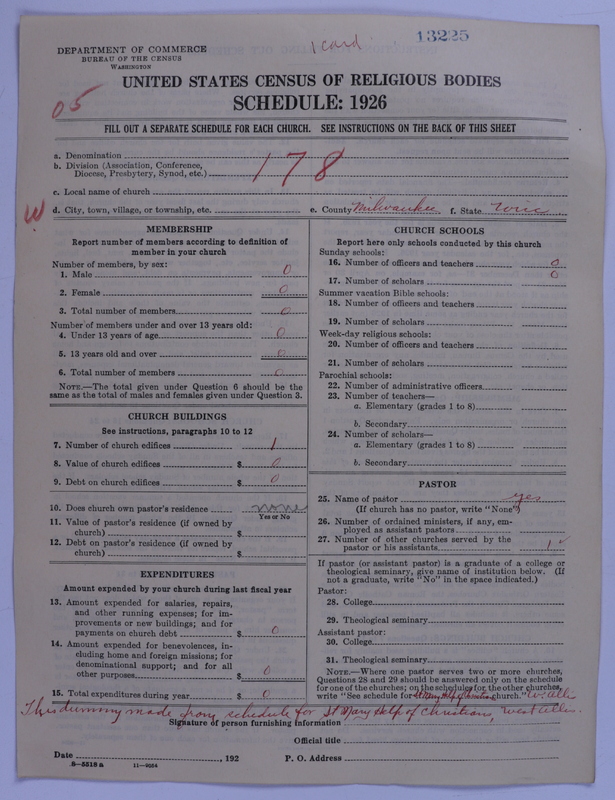 1 card
13225
DEPARTMENT OF COMMERCE
BUREAU OF THE CENSUS
WASHINGTON
UNITED STATES CENSUS OF RELIGIOUS BODIES
05
SCHEDULE: 1926
FILL OUT A SEPARATE SCHEDULE FOR EACH CHURCH. SEE INSTRUCTIONS ON THE BACK OF THIS SHEET
a. Denomination
b. Division (Association, Conference,
Diocese, Presbytery, Synod, etc.) 178
c. Local name of church
W
d. City, town, village, or township, etc. e. County Milwaukee f. State Wis
MEMBERSHIP
Report number of members according to definition of
member in your church
Number of members, by sex:
1. Male 0
2. Female 0
3. Total number of members 0
Number of members under and over 13 years old:
4. Under 13 years of age 0
5. 13 years old and over 0
6. Total number of members 0
NOTE.—The total given under Question 6 should be the
same as the total of males and females given under Question 3.
CHURCH BUILDINGS
See instructions, paragraphs 10 to 12
7. Number of church edifices 1
8. Value of church edifices $ 0
9. Debt on church edifices $ 0
10. Does church own pastor's residence none
Yes or No
11. Value of pastor's residence (if owned by
church) $
12. Debt on pastor's residence (if owned by
church) $
EXPENDITURES
Amount expended by your church during last fiscal year
13. Amount expended for salaries, repairs,
and other running expenses; for im-
provements or new buildings; and for
payments on church debt $ 0
14. Amount expended for benevolences, in-
cluding home and foreign missions; for
denominational support; and for all
other purposes $ 0
15. Total expenditures during year $ 0
CHURCH SCHOOLS
Report here only schools conducted by this church
Sunday schools:
16. Number of officers and teachers 0
17. Number of scholars 0
Summer vacation Bible schools:
18. Number of officers and teachers
19. Number of scholars
Week-day religious schools:
20. Number of officers and teachers
21. Number of scholars
Parochial schools:
22. Number of administrative officers
23. Number of teachers—
a. Elementary (grades 1 to 8)
b. Secondary
24. Number of scholars—
a. Elementary (grades 1 to 8)
b. Secondary
PASTOR
25. Name of pastor yes
(If church has no pastor, write "None")
26. Number of ordained ministers, if any, em-
ployed as assistant pastors
27. Number of other churches served by the
pastor or his assistants 1 ✓
If pastor (or assistant pastor) is a graduate of a college or
theological seminary, give name of institution below. (If
not a graduate, write "No" in the space indicated.)
Pastor:
28. College
29. Theological seminary
Assistant pastor:
30. College
31. Theological seminary
NOTE.—Where one pastor serves two or more churches,
Questions 28 and 29 should be answered only on the schedule
for one of the churches; on the schedules for the other churches,
write "See schedule for St Mary Help of Christians church." W. Allis
This dummy made from schedule for St Mary Help of Christians, West Allis.
Signature of person furnishing information
Official title
Date , 192 P. O. Address
8-5518 a 11-9684